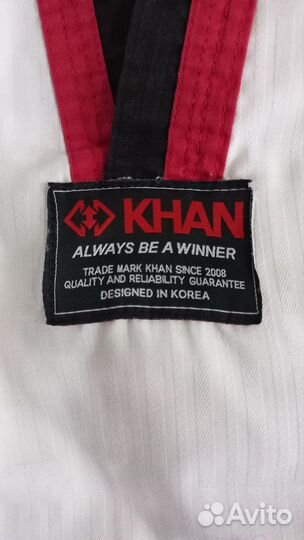 KHAN
ALWAYS BE A WINNER
TRADE MARK KHAN SINCE 2008
QUALITY AND RELIABILITY GUARANTEE
DESIGNED IN KOREA
Avito